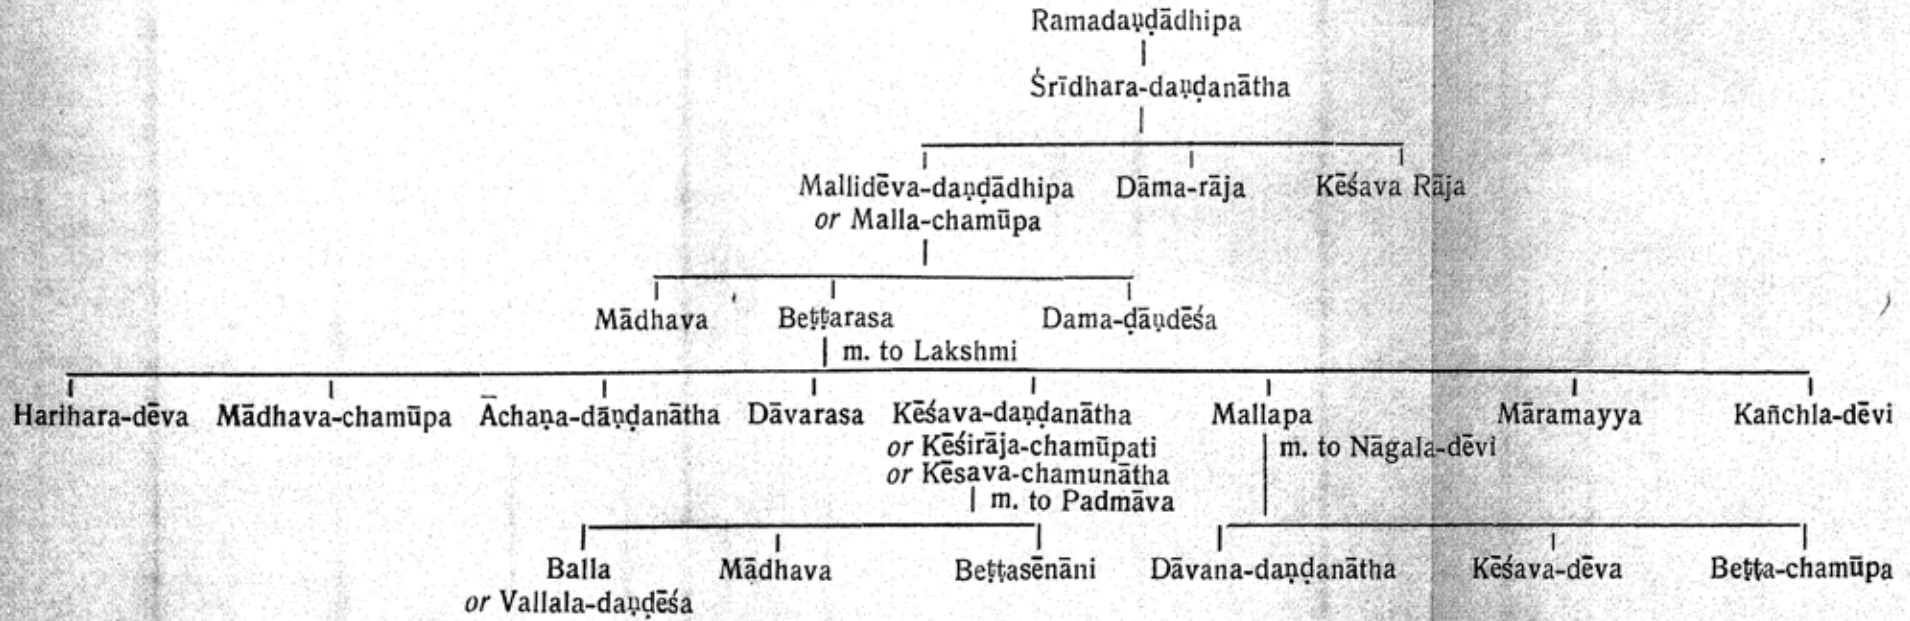 Ramadaṇḍādhipa
Śrīdhara-daṇḍanātha
Mallidēva-daṇḍādhipa Dāma-rāja Kēśava Rāja
or Malla-chamūpa
Mādhava Beṭṭarasa Dama-ḍāṇdēśa
m. to Lakshmi
Harihara-dēva Mādhava-chamūpa Āchaṇa-dāṇḍanātha Dāvarasa Kēśava-daṇḍanātha Mallapa Māramayya Kañchla-dēvi
or Kēśirāja-chamūpati m. to Nāgala-dēvi
or Kēsava-chamunātha
m. to Padmāva
Balla Mādhava Beṭṭasēnāni Dāvana-daṇḍanātha Kēśava-dēva Beṭṭa-chamūpa
or Vallala-daṇḍēśa